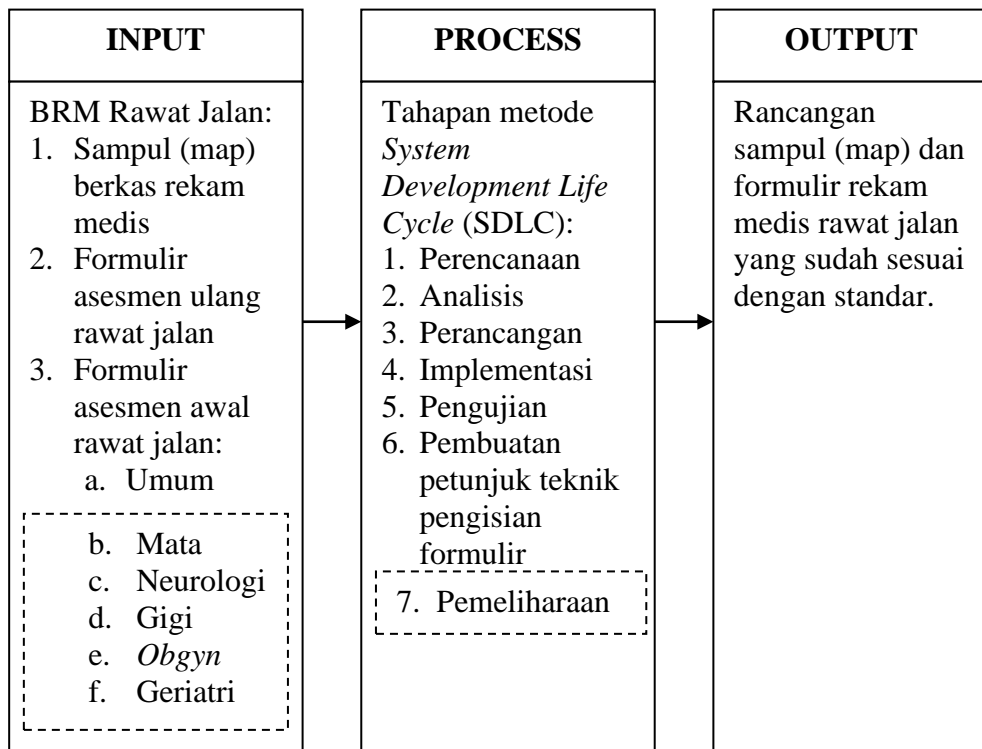 INPUT
BRM Rawat Jalan:
1. Sampul (map)
berkas rekam
medis
2. Formulir
asesmen ulang
rawat jalan
3. Formulir
asesmen awal
rawat jalan:
a. Umum
b. Mata
c. Neurologi
d. Gigi
e. Obgyn
f. Geriatri
PROCESS
Tahapan metode
System
Development Life
Cycle (SDLC):
1. Perencanaan
2. Analisis
3. Perancangan
4. Implementasi
5. Pengujian
6. Pembuatan
petunjuk teknik
pengisian
formulir
7. Pemeliharaan
OUTPUT
Rancangan
sampul (map) dan
formulir rekam
medis rawat jalan
yang sudah sesuai
dengan standar.